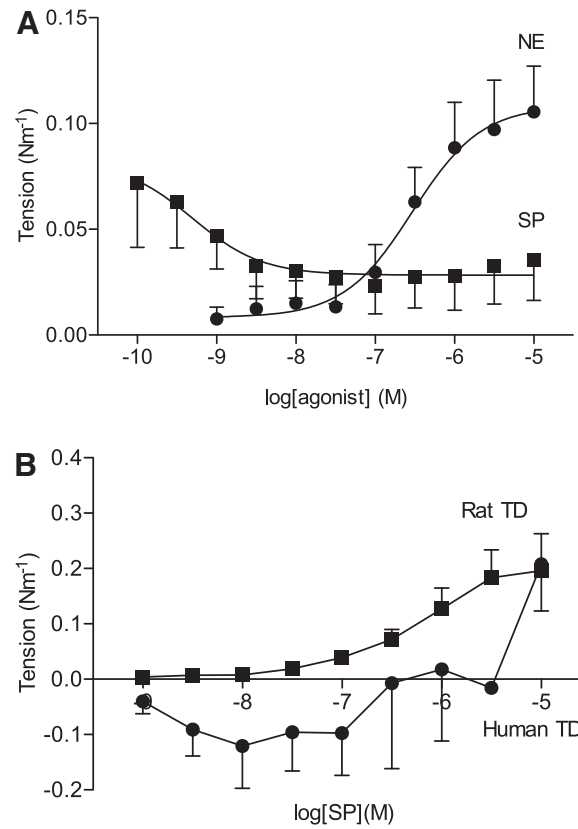 A
0.15
0.10
0.05
0.00
Tension (Nm-1)
NE
SP
-10 -9 -8 -7 -6 -5
log[agonist] (M)
B
0.4
0.3
0.2
0.1
0.0
-0.1
-0.2
Tension (Nm-1)
Rat TD
-9 -8 -7 -6 -5
Human TD
log[SP](M)